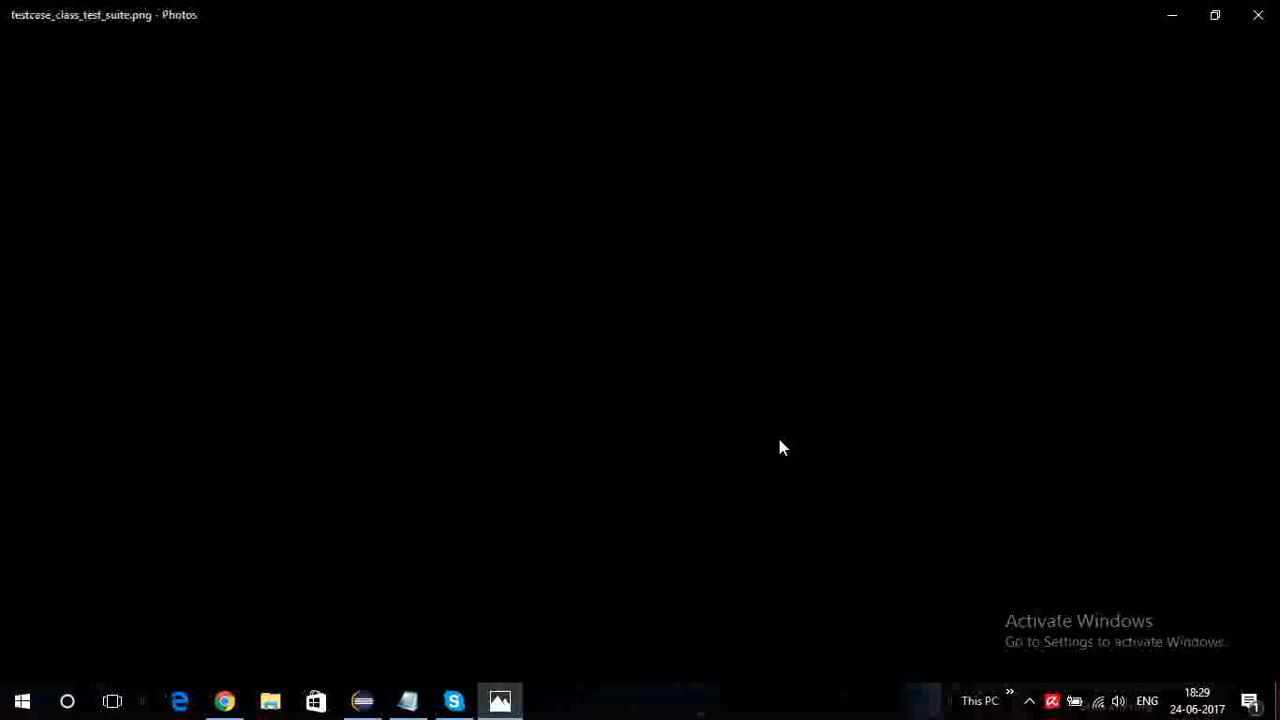 testcase_class_test_suite.png - Photos
Activate Windows
Go to Settings to activate Windows.
This PC
ENG
18:29
24-06-2017
1